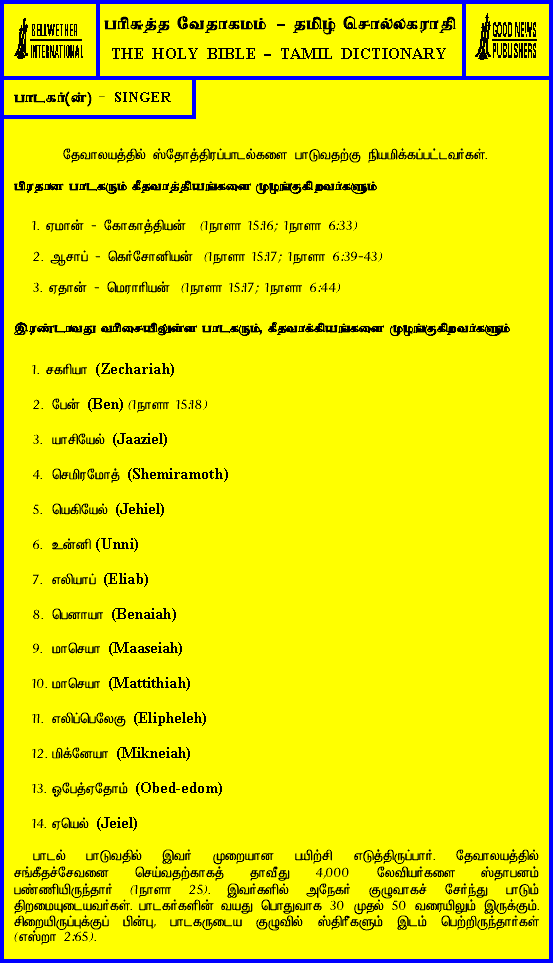 BELLWETHER
INTERNATIONAL
பரிசுத்த வேதாகமம் – தமிழ் சொல்லகராதி
THE HOLY BIBLE – TAMIL DICTIONARY
GOOD NEWS
PUBLISHERS
பாடகர்(ன்) – SINGER
தேவாலயத்தில் ஸ்தோத்திரப்பாடல்களை பாடுவதற்கு நியமிக்கப்பட்டவர்கள்.
பிரதான பாடகரும் கீதவாத்தியங்களை முழங்குகிறவர்களும்
1. ஏமான் – கோகாத்தியன் (1நாளா 15:16; 1நாளா 6:33)
2. ஆசாப் – கெர்சோனியன் (1நாளா 15:17; 1நாளா 6:39-43)
3. ஏதான் – மெராரியன் (1நாளா 15:17; 1நாளா 6:44)
இரண்டாவது வரிசையிலுள்ள பாடகரும், கீதவாக்கியங்களை முழங்குகிறவர்களும்
1. சகரியா (Zechariah)
2. பேன் (Ben) (1நாளா 15:18)
3. யாசியேல் (Jaaziel)
4. செமிரமோத் (Shemiramoth)
5. யெகியேல் (Jehiel)
6. உன்னி (Unni)
7. எலியாப் (Eliab)
8. பெனாயா (Benaiah)
9. மாசெயா (Maaseiah)
10. மாசெயா (Mattithiah)
11. எலிப்பெலேகு (Elipheleh)
12. மிக்னேயா (Mikneiah)
13. ஓபேத்ஏதோம் (Obed-edom)
14. ஏயெல் (Jeiel)
பாடல் பாடுவதில் இவர் முறையான பயிற்சி எடுத்திருப்பார். தேவாலயத்தில்
சங்கீதச்சேவனை செய்வதற்காகத் தாவீது 4,000 லேவியர்களை ஸ்தாபனம்
பண்ணியிருந்தார் (1நாளா 25). இவர்களில் அநேகர் குழுவாகச் சேர்ந்து பாடும்
திறமையுடையவர்கள். பாடகர்களின் வயது பொதுவாக 30 முதல் 50 வரையிலும் இருக்கும்.
சிறையிருப்புக்குப் பின்பு, பாடகருடைய குழுவில் ஸ்திரீகளும் இடம் பெற்றிருந்தார்கள்
(எஸ்றா 2:65).